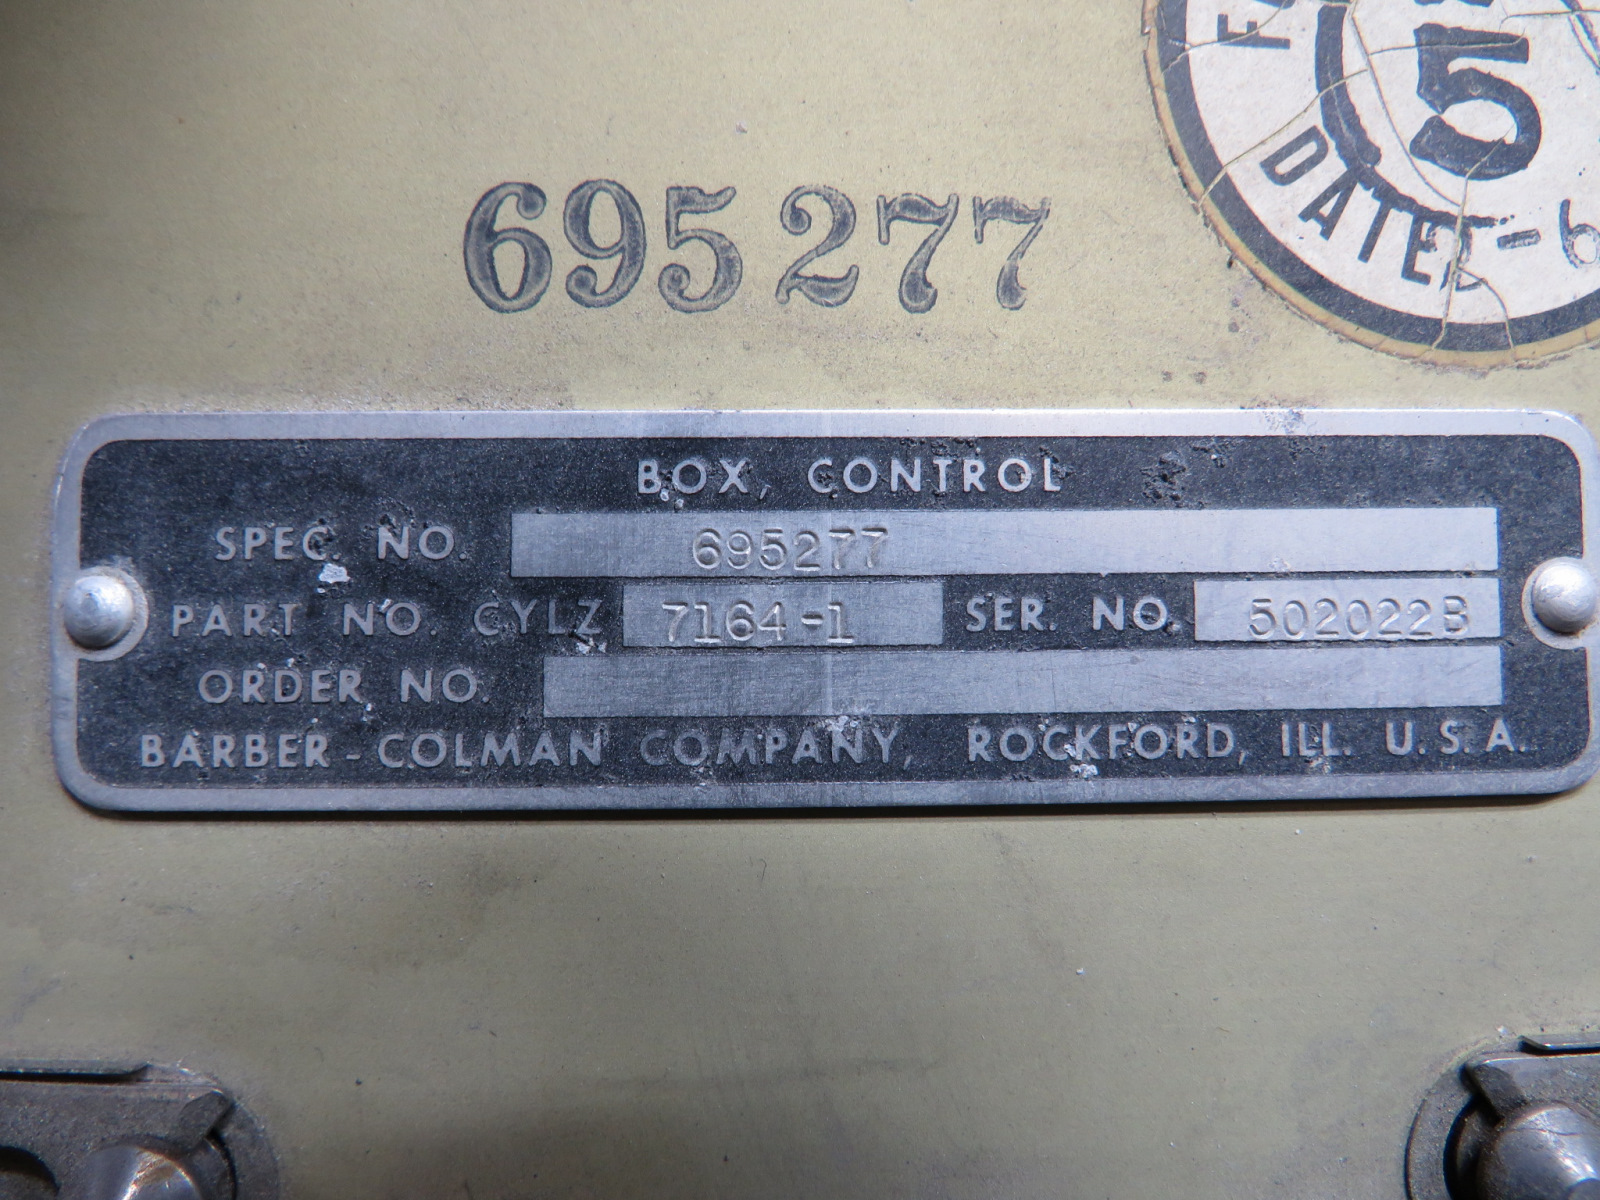 5
DATE
695277
BOX, CONTROL
SPEC. NO. 695277
PART NO. CYLZ 7164-1 SER. NO. 502022B
ORDER NO.
BARBER-COLMAN COMPANY, ROCKFORD, ILL. U.S.A.